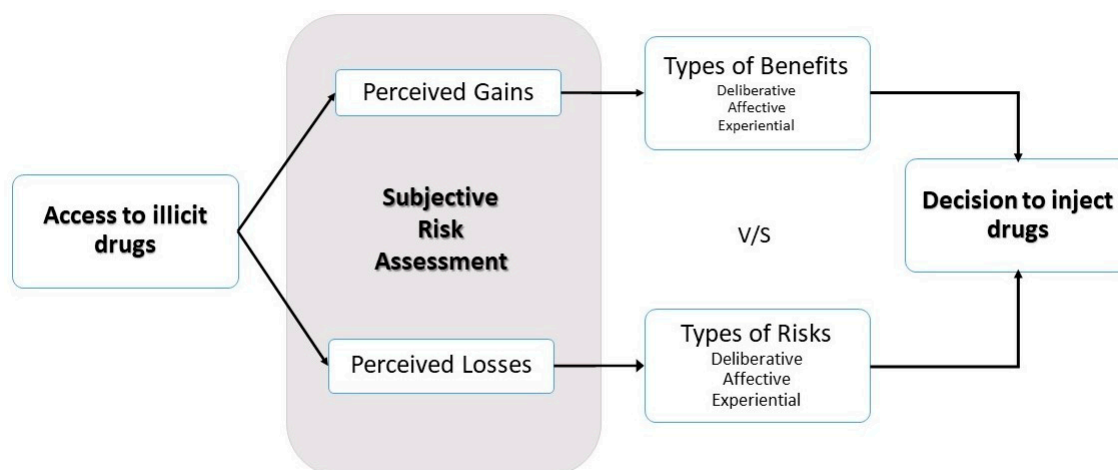 Access to illicit
drugs
Perceived Gains
Subjective
Risk
Assessment
Perceived Losses
Types of Benefits
Deliberative
Affective
Experiential
V/S
Types of Risks
Deliberative
Affective
Experiential
Decision to inject
drugs